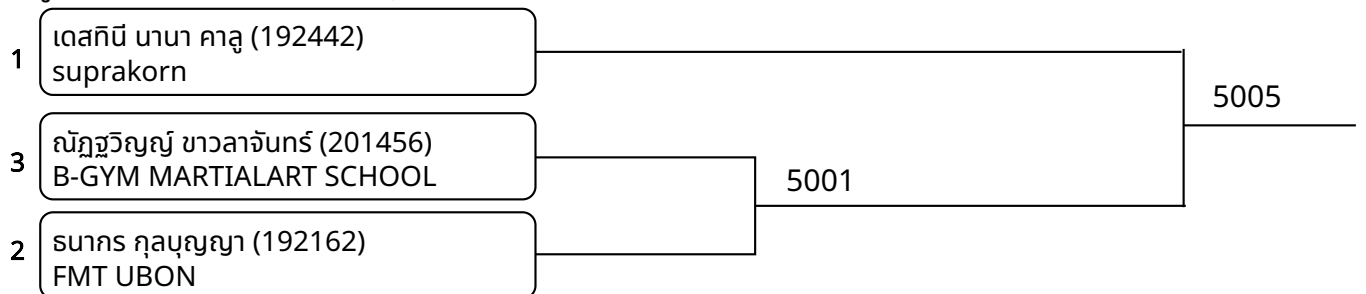 1
เดสทินี นานา คาลู (192442)
suprakorn
5005
3
ณัฏฐวิญญ์ ขาวลาจันทร์ (201456)
B-GYM MARTIALART SCHOOL
5001
2
ธนากร กุลบุญญา (192162)
FMT UBON